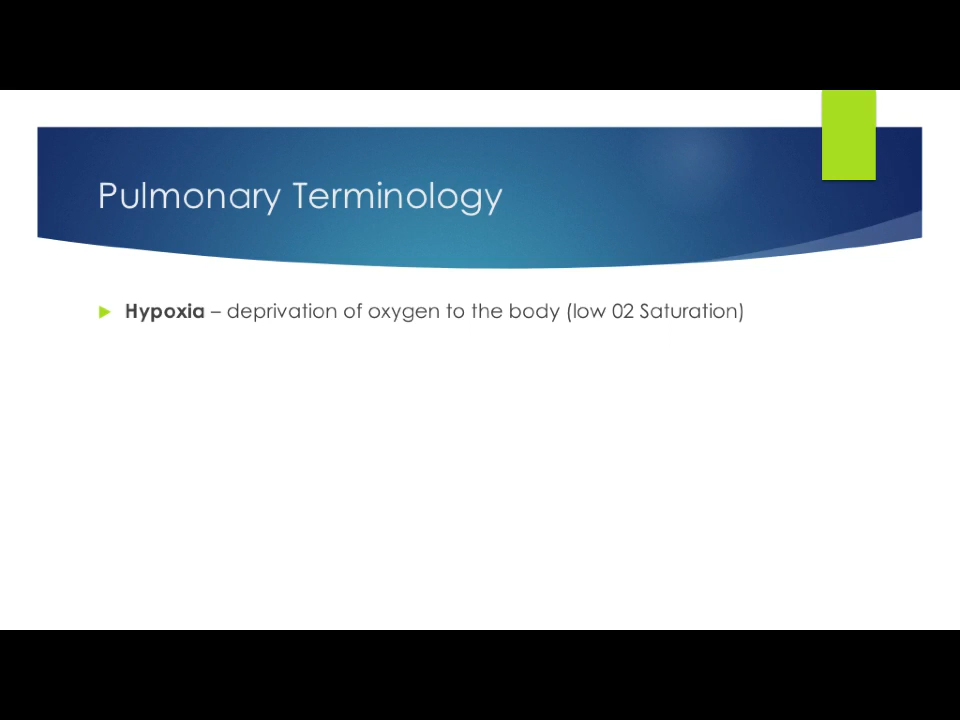 Pulmonary Terminology
Hypoxia – deprivation of oxygen to the body (low 02 Saturation)